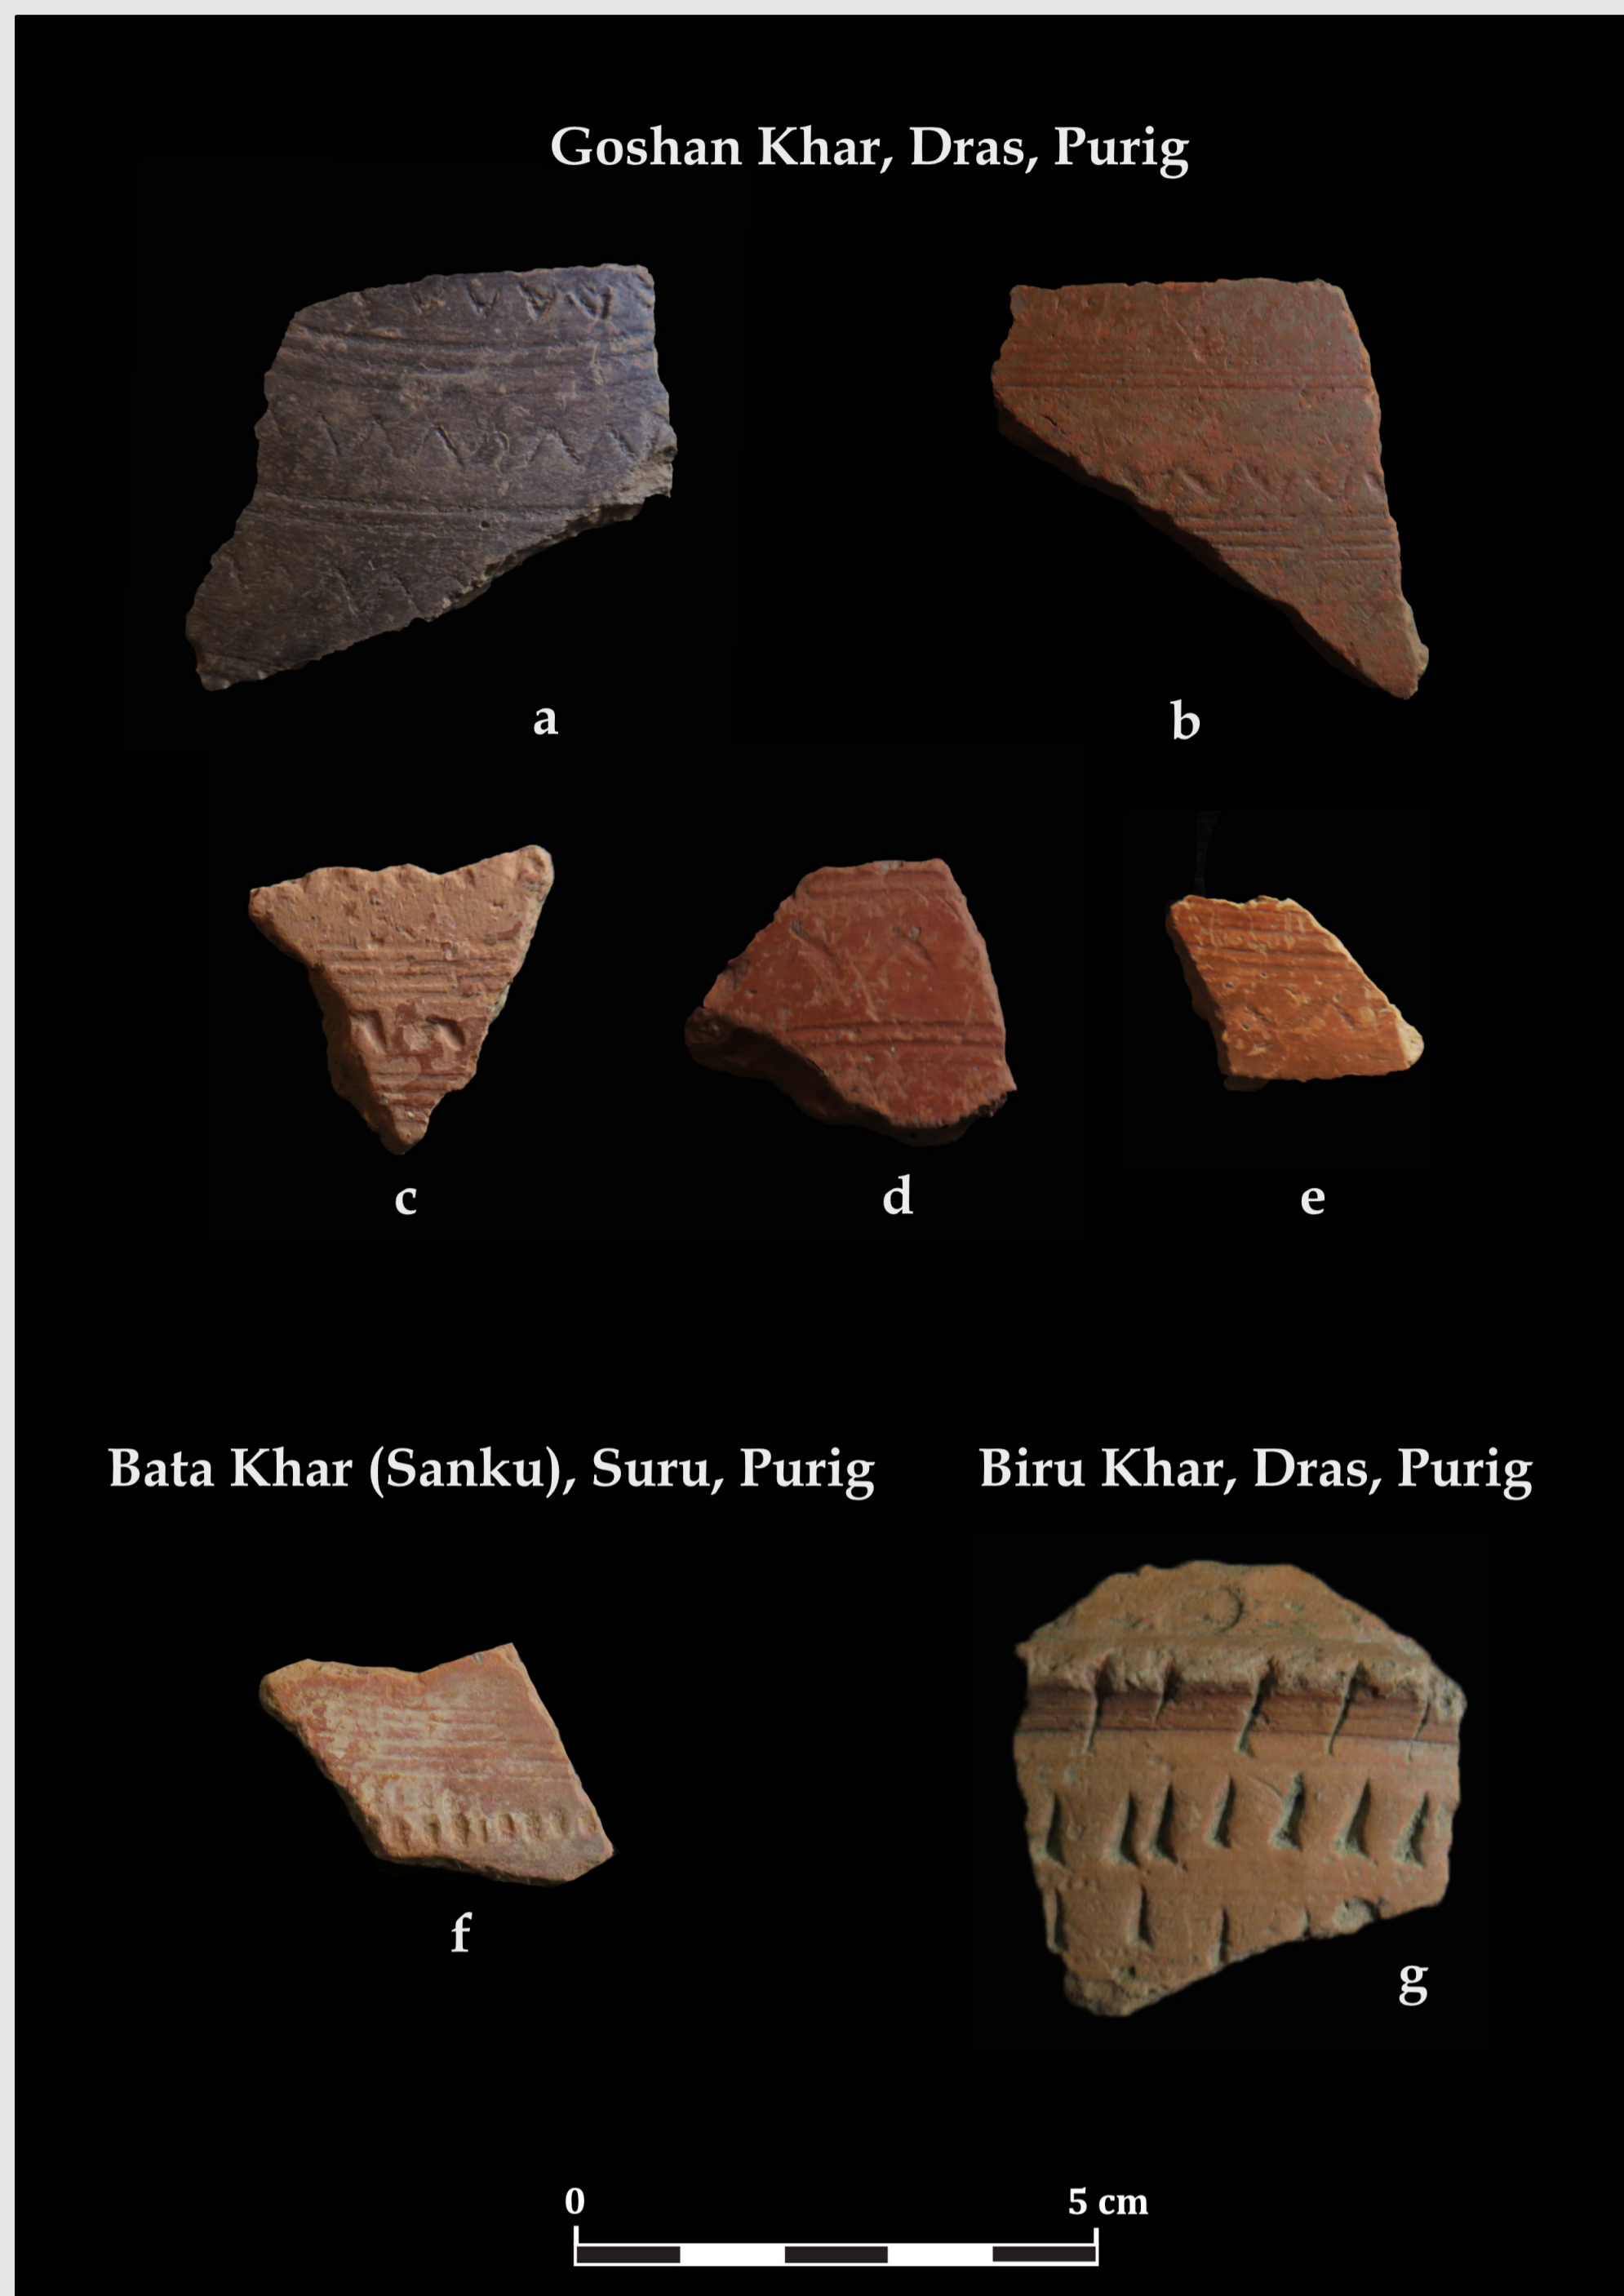 Goshan Khar, Dras, Purig
a
b
c
d
e
Bata Khar (Sanku), Suru, Purig
Biru Khar, Dras, Purig
f
g
0
5 cm